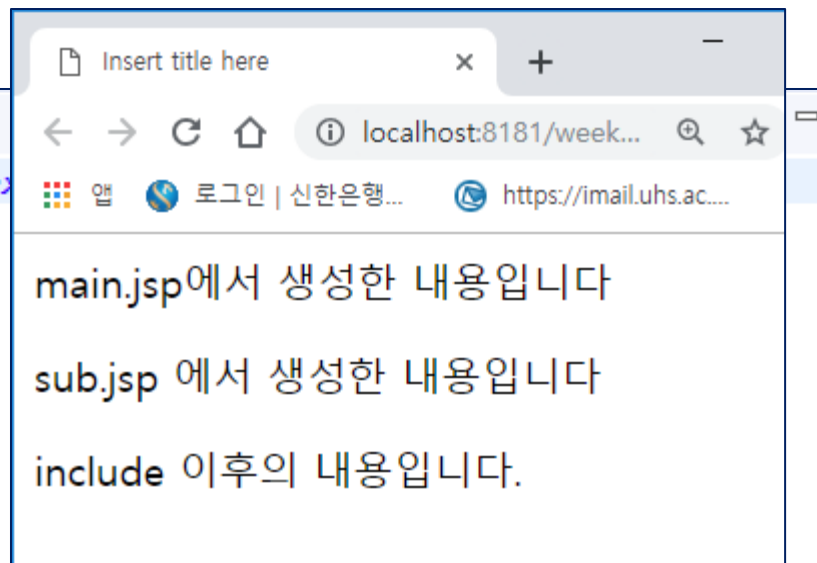 Insert title here
localhost:8181/week...
앱 로그인 | 신한은행... https://imail.uhs.ac....
main.jsp에서 생성한 내용입니다
sub.jsp 에서 생성한 내용입니다
include 이후의 내용입니다.